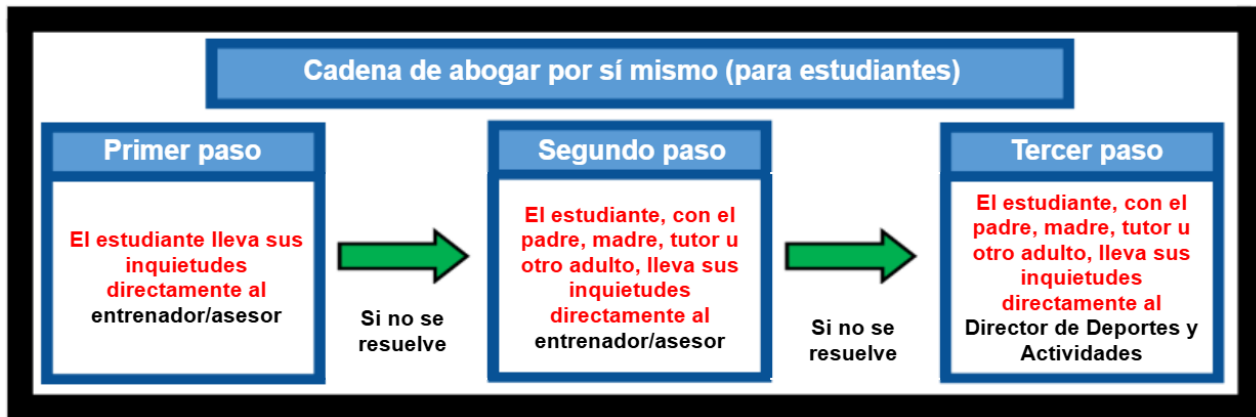 Cadena de abogar por sí mismo (para estudiantes)
Primer paso
El estudiante lleva sus
inquietudes
directamente al
entrenador/asesor
Si no se
resuelve
Segundo paso
El estudiante, con el
padre, madre, tutor u
otro adulto, lleva sus
inquietudes
directamente al
entrenador/asesor
Si no se
resuelve
Tercer paso
El estudiante, con el
padre, madre, tutor u
otro adulto, lleva sus
inquietudes
directamente al
Director de Deportes y
Actividades